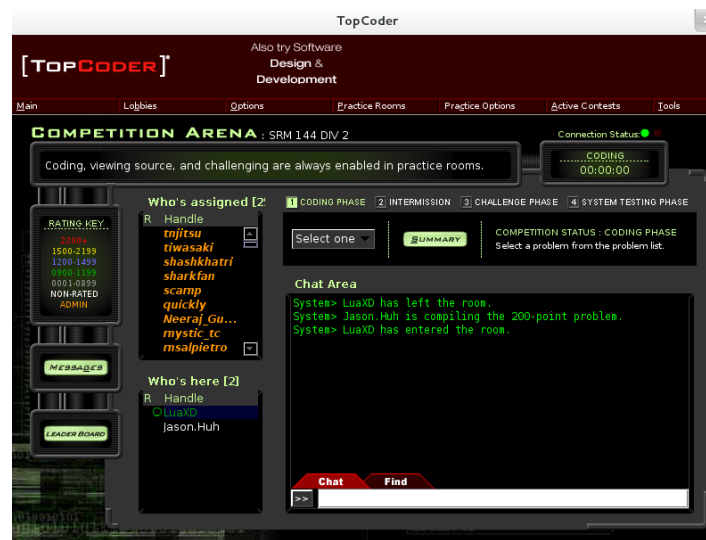 TopCoder
[TOPCODER]®
Also try Software
Design &
Development
Main Lobbies Options Practice Rooms Practice Options Active Contests Tools
COMPETITION ARENA : SRM 144 DIV 2
Connection Status:
Coding, viewing source, and challenging are always enabled in practice rooms.
CODING
00:00:00
RATING KEY
2200+
1500-2199
1200-1499
0900-1199
0001-0899
NON-RATED
ADMIN
MESSAGES
LEADER BOARD
Who's assigned [2
R Handle
tnjitsu
tiwasaki
shashkhatri
sharkfan
scamp
quickly
Neeraj_Gu...
mystic_tc
msalpietro
Who's here [2]
R Handle
LuaXD
Jason.Huh
1 CODING PHASE 2 INTERMISSION 3 CHALLENGE PHASE 4 SYSTEM TESTING PHASE
Select one
SUMMARY
COMPETITION STATUS : CODING PHASE
Select a problem from the problem list.
Chat Area
System> LuaXD has left the room.
System> Jason.Huh is compiling the 200-point problem.
System> LuaXD has entered the room.
Chat Find
>>